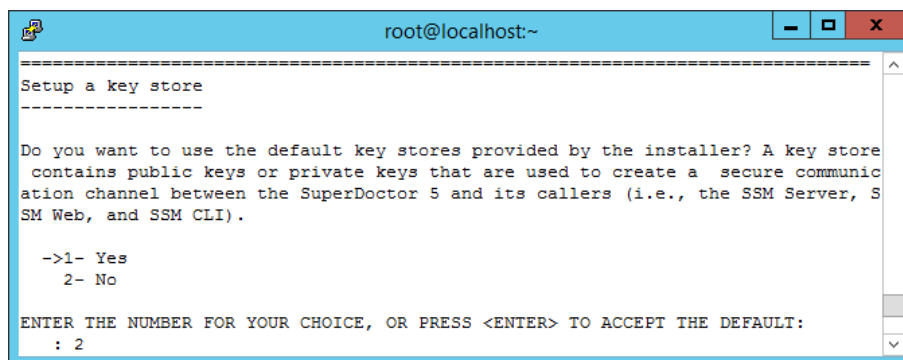 root@localhost:~
===============================================================================
Setup a key store
-----------------
Do you want to use the default key stores provided by the installer? A key store
 contains public keys or private keys that are used to create a  secure communic
ation channel between the SuperDoctor 5 and its callers (i.e., the SSM Server, S
SM Web, and SSM CLI).
->1- Yes
2- No
ENTER THE NUMBER FOR YOUR CHOICE, OR PRESS <ENTER> TO ACCEPT THE DEFAULT:
: 2